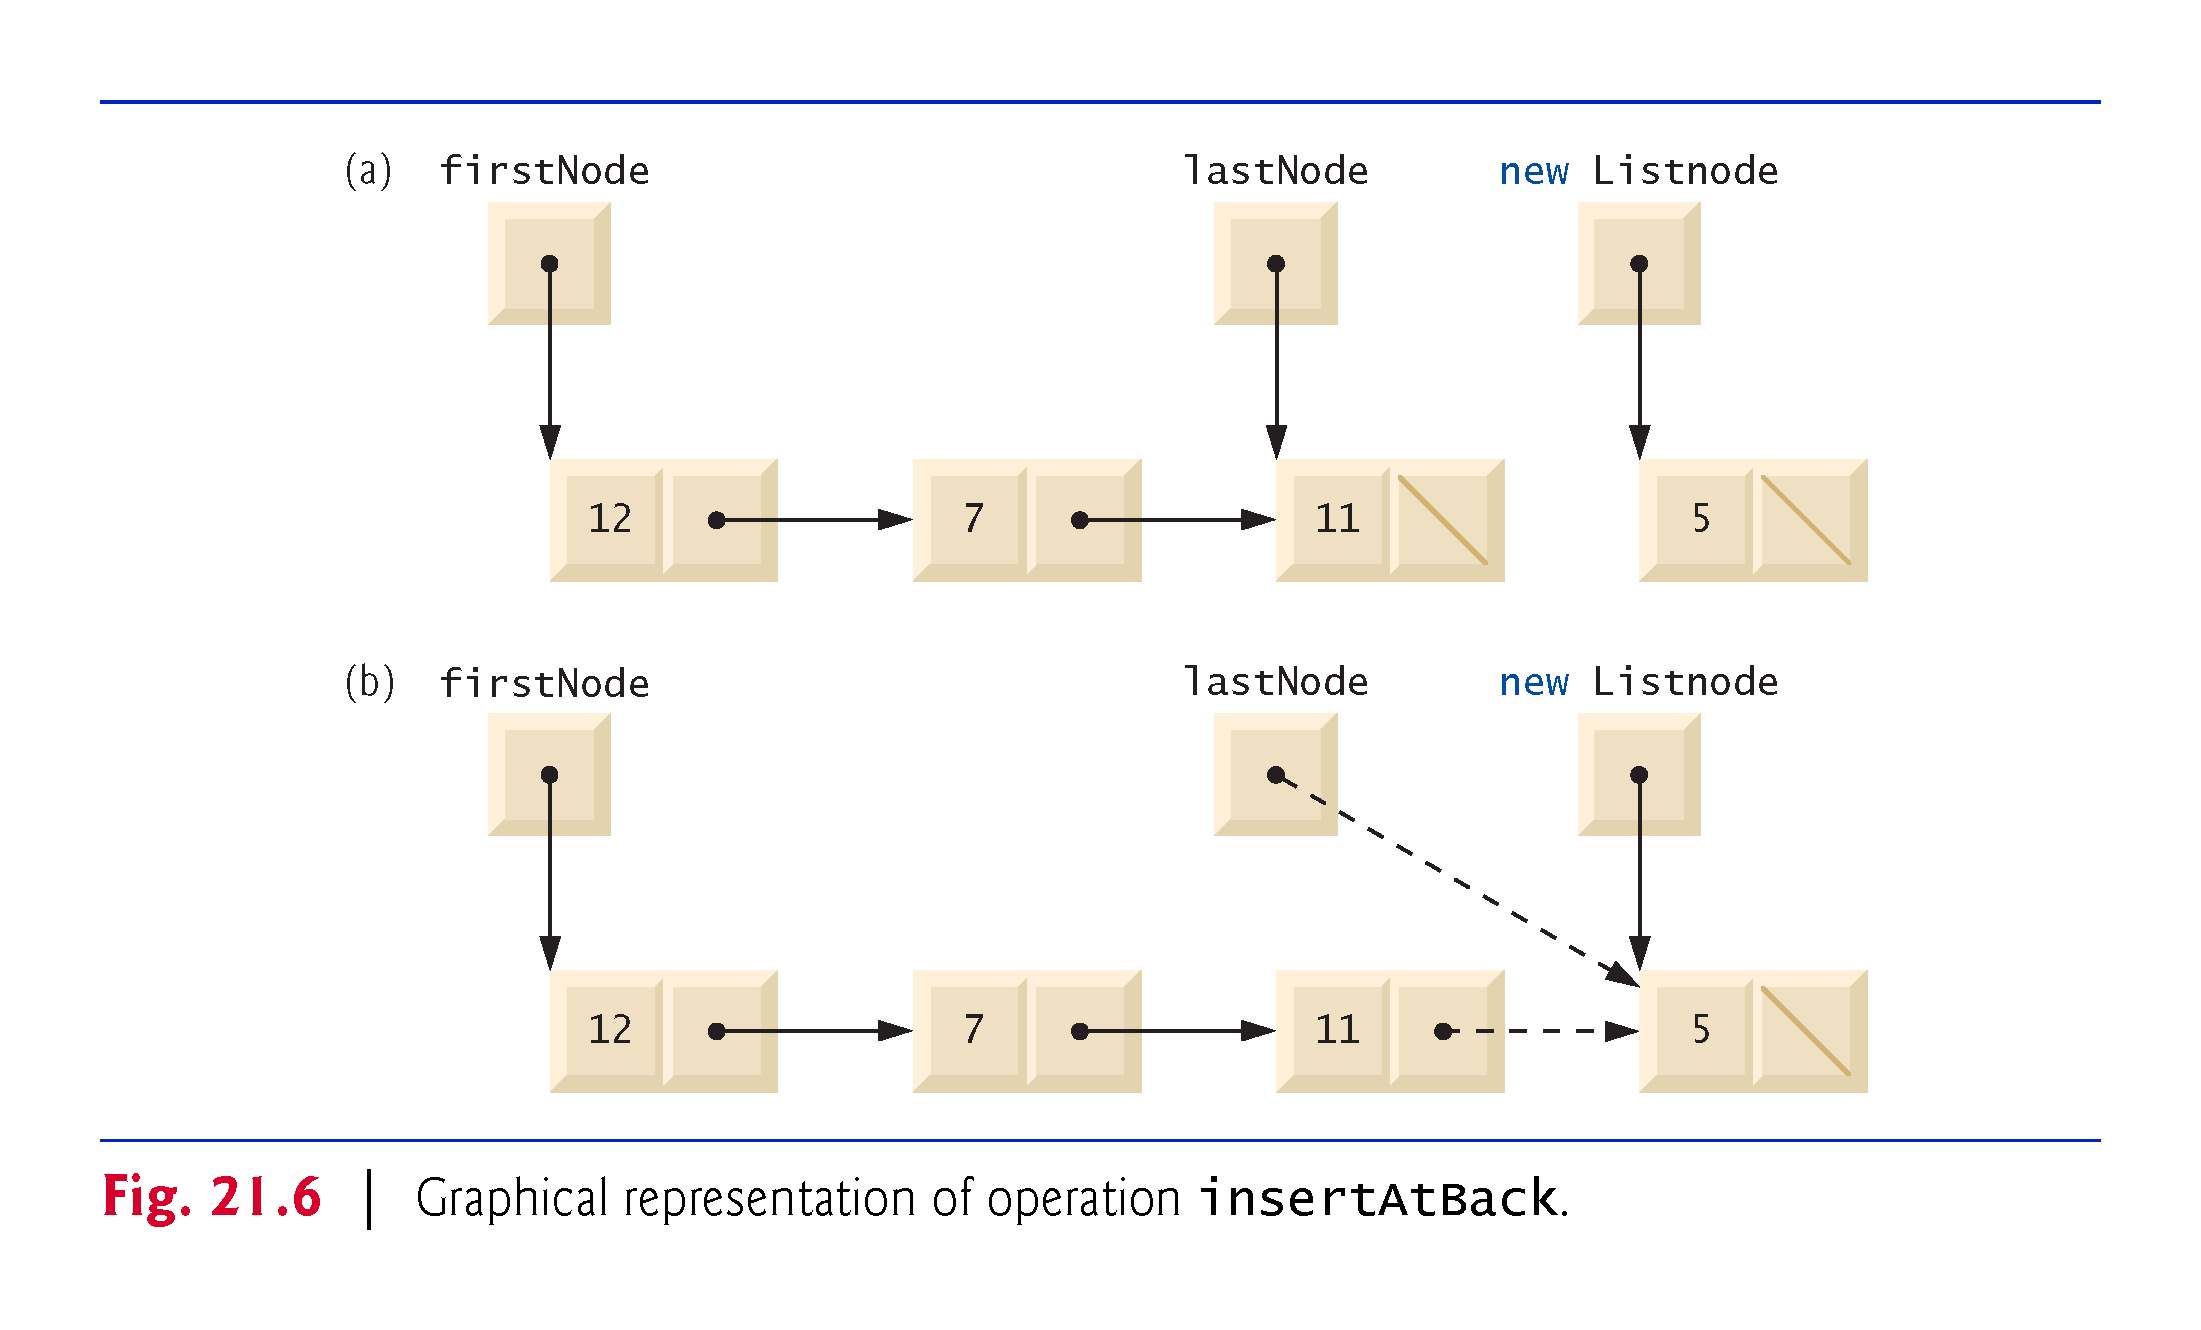 (a) firstNode lastNode new Listnode
12 7 11 5
(b) firstNode lastNode new Listnode
12 7 11 5
Fig. 21.6 | Graphical representation of operation insertAtBack.